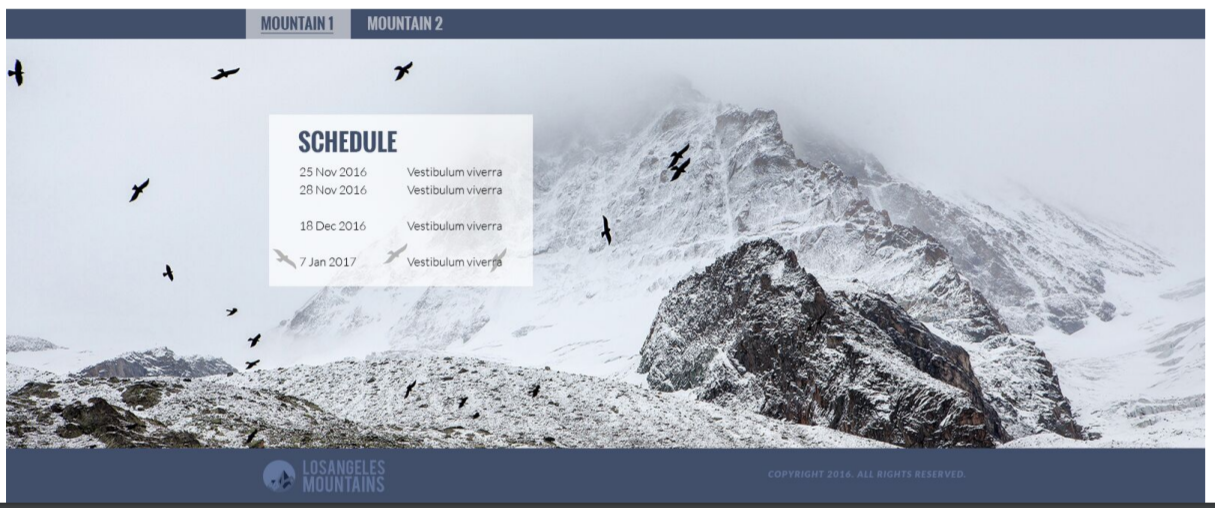 MOUNTAIN 1 MOUNTAIN 2
SCHEDULE
25 Nov 2016 Vestibulum viverra
28 Nov 2016 Vestibulum viverra
18 Dec 2016 Vestibulum viverra
7 Jan 2017 Vestibulum viverra
LOSANGELES
MOUNTAINS
COPYRIGHT 2016. ALL RIGHTS RESERVED.